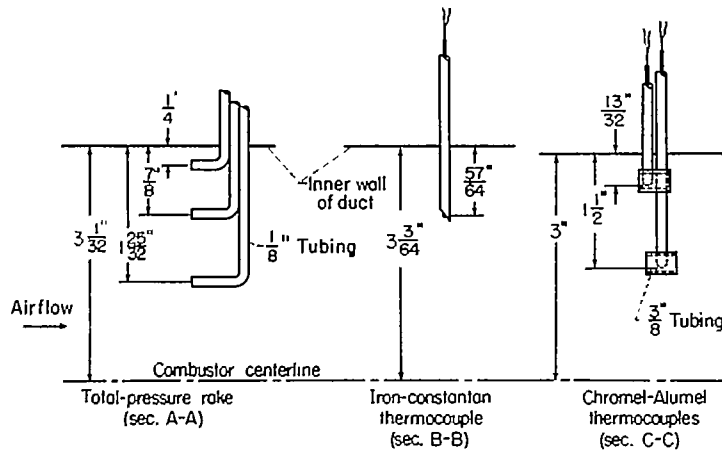 1/4"
7/8"
3 1/32"
1 25/32"
Inner wall
of duct
1/8" Tubing
Airflow
Combustor centerline
Total-pressure rake
(sec. A-A)
57/64"
3 3/64"
Iron-constantan
thermocouple
(sec. B-B)
13/32"
1 1/2"
3"
3/8" Tubing
Chromel-Alumel
thermocouples
(sec. C-C)